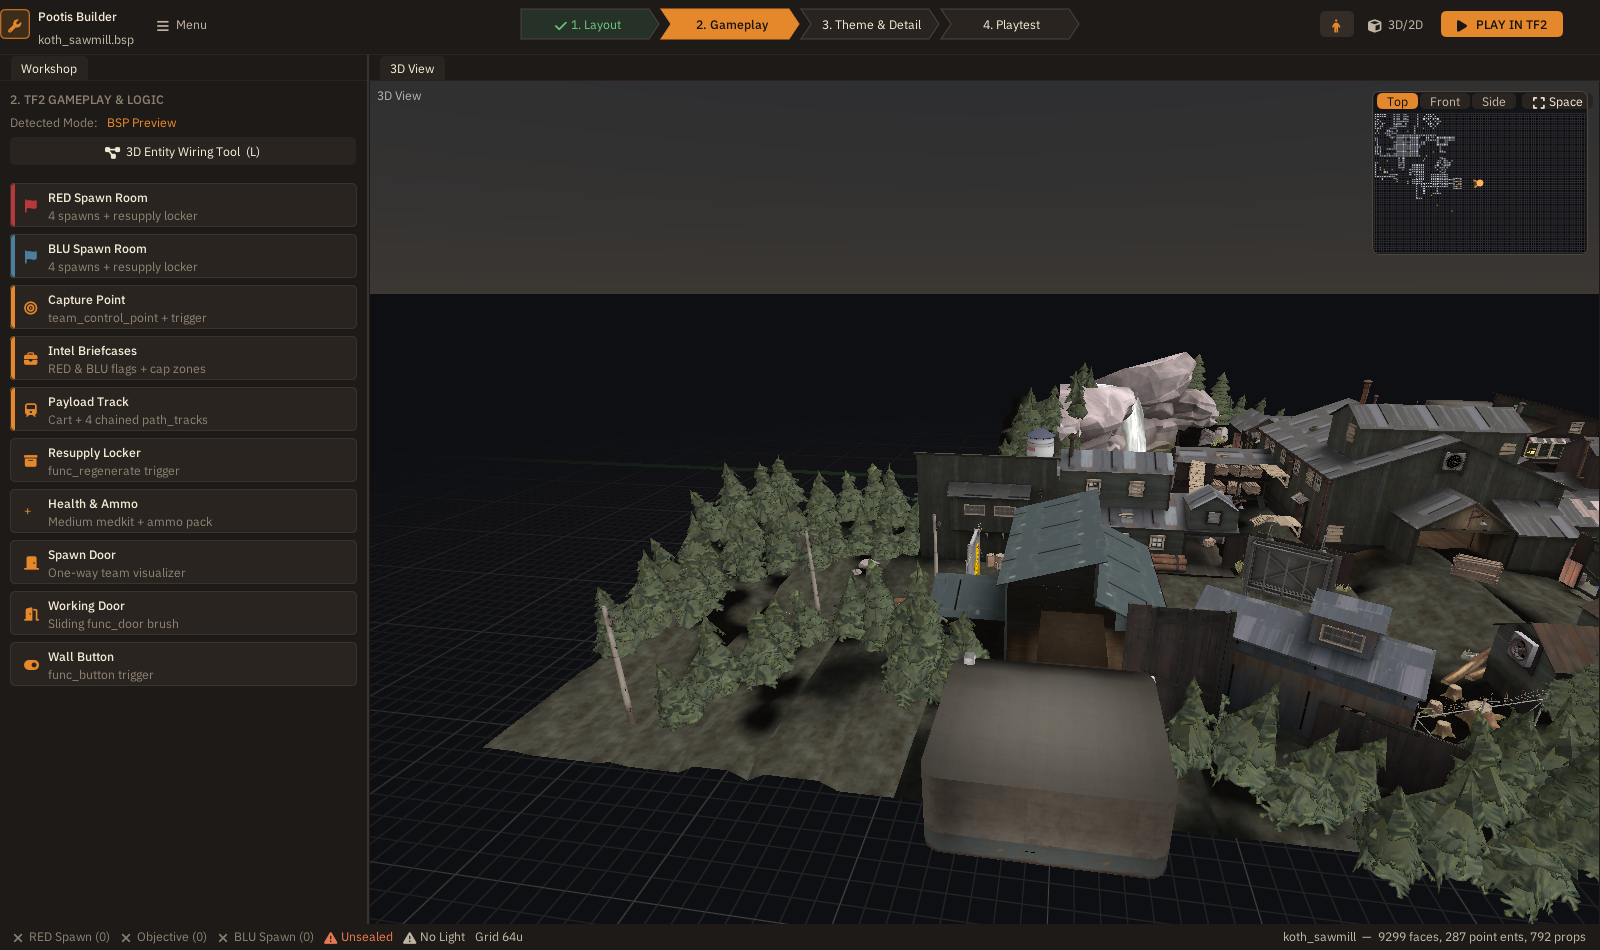 Pootis Builder
koth_sawmill.bsp
Menu
1. Layout
2. Gameplay
3. Theme & Detail
4. Playtest
3D/2D
PLAY IN TF2
Workshop
2. TF2 GAMEPLAY & LOGIC
Detected Mode: BSP Preview
3D Entity Wiring Tool (L)
RED Spawn Room
4 spawns + resupply locker
BLU Spawn Room
4 spawns + resupply locker
Capture Point
team_control_point + trigger
Intel Briefcases
RED & BLU flags + cap zones
Payload Track
Cart + 4 chained path_tracks
Resupply Locker
func_regenerate trigger
Health & Ammo
Medium medkit + ammo pack
Spawn Door
One-way team visualizer
Working Door
Sliding func_door brush
Wall Button
func_button trigger
3D View
3D View
Top Front Side Space
RED Spawn (0) Objective (0) BLU Spawn (0) Unsealed No Light Grid 64u
koth_sawmill — 9299 faces, 287 point ents, 792 props